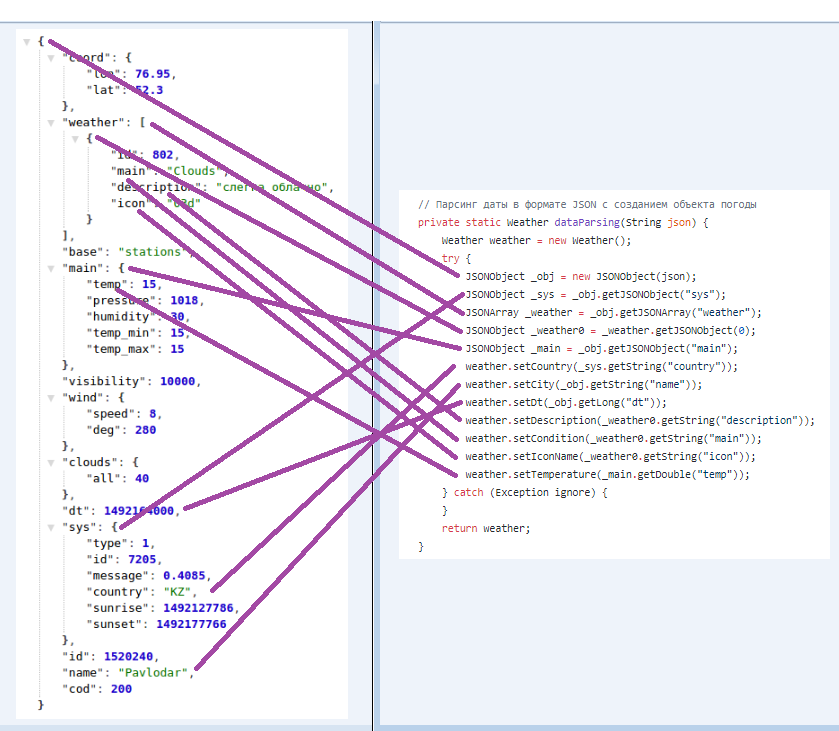 {
"coord": {
"lon": 76.95,
"lat": 52.3
},
"weather": [
{
"id": 802,
"main": "Clouds",
"description": "слегка облачно",
"icon": "03d"
}
],
"base": "stations",
"main": {
"temp": 15,
"pressure": 1018,
"humidity": 30,
"temp_min": 15,
"temp_max": 15
},
"visibility": 10000,
"wind": {
"speed": 8,
"deg": 280
},
"clouds": {
"all": 40
},
"dt": 1492164000,
"sys": {
"type": 1,
"id": 7205,
"message": 0.4085,
"country": "KZ",
"sunrise": 1492127786,
"sunset": 1492177766
},
"id": 1520240,
"name": "Pavlodar",
"cod": 200
}
// Парсинг даты в формате JSON с созданием объекта погоды
private static Weather dataParsing(String json) {
Weather weather = new Weather();
try {
JSONObject _obj = new JSONObject(json);
JSONObject _sys = _obj.getJSONObject("sys");
JSONArray _weather = _obj.getJSONArray("weather");
JSONObject _weather0 = _weather.getJSONObject(0);
JSONObject _main = _obj.getJSONObject("main");
weather.setCountry(_sys.getString("country"));
weather.setCity(_obj.getString("name"));
weather.setDt(_obj.getLong("dt"));
weather.setDescription(_weather0.getString("description"));
weather.setCondition(_weather0.getString("main"));
weather.setIconName(_weather0.getString("icon"));
weather.setTemperature(_main.getDouble("temp"));
} catch (Exception ignore) {
}
return weather;
}